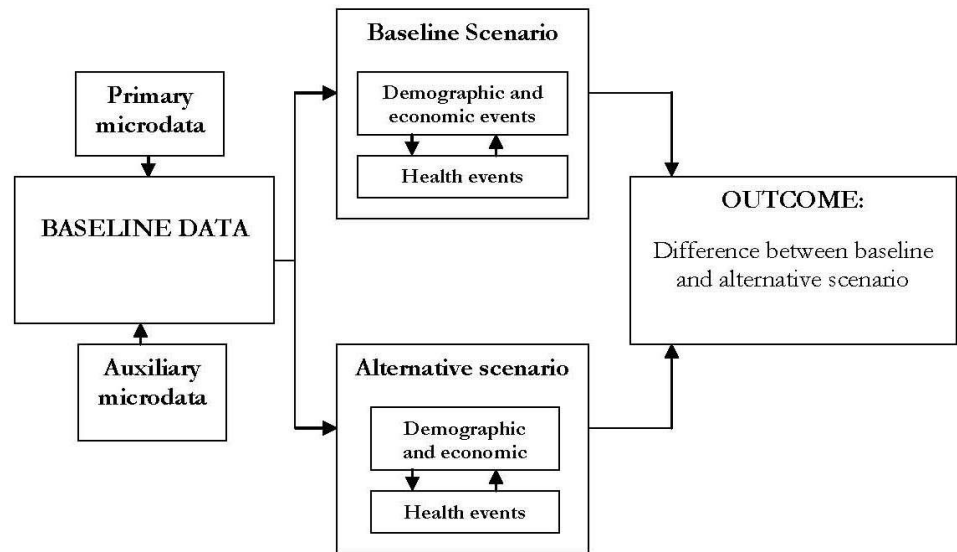 Primary
microdata
BASELINE DATA
Auxiliary
microdata
Baseline Scenario
Demographic and
economic events
Health events
Alternative scenario
Demographic
and economic
Health events
OUTCOME:
Difference between baseline
and alternative scenario